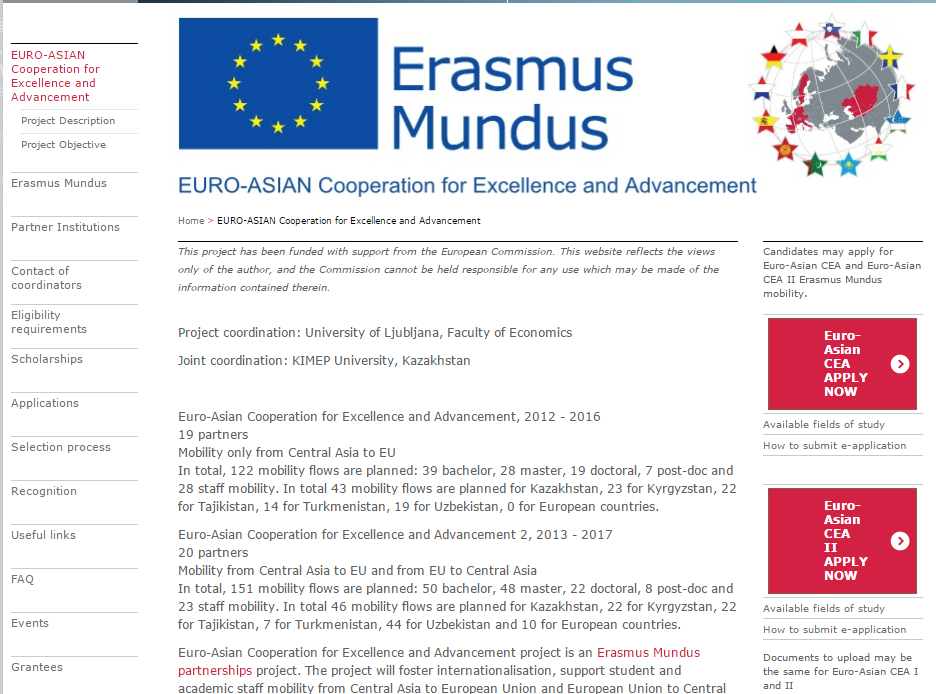 EURO-ASIAN
Cooperation for
Excellence and
Advancement
Project Description
Project Objective
Erasmus Mundus
Partner Institutions
Contact of
coordinators
Eligibility
requirements
Scholarships
Applications
Selection process
Recognition
Useful links
FAQ
Events
Grantees
Erasmus
Mundus
EURO-ASIAN Cooperation for Excellence and Advancement
Home > EURO-ASIAN Cooperation for Excellence and Advancement
This project has been funded with support from the European Commission. This website reflects the views
only of the author, and the Commission cannot be held responsible for any use which may be made of the
information contained therein.
Project coordination: University of Ljubljana, Faculty of Economics
Joint coordination: KIMEP University, Kazakhstan
Euro-Asian Cooperation for Excellence and Advancement, 2012 - 2016
19 partners
Mobility only from Central Asia to EU
In total, 122 mobility flows are planned: 39 bachelor, 28 master, 19 doctoral, 7 post-doc and
28 staff mobility. In total 43 mobility flows are planned for Kazakhstan, 23 for Kyrgyzstan, 22
for Tajikistan, 14 for Turkmenistan, 19 for Uzbekistan, 0 for European countries.
Euro-Asian Cooperation for Excellence and Advancement 2, 2013 - 2017
20 partners
Mobility from Central Asia to EU and from EU to Central Asia
In total, 151 mobility flows are planned: 50 bachelor, 48 master, 22 doctoral, 8 post-doc and
23 staff mobility. In total 46 mobility flows are planned for Kazakhstan, 22 for Kyrgyzstan, 22
for Tajikistan, 7 for Turkmenistan, 44 for Uzbekistan and 10 for European countries.
Euro-Asian Cooperation for Excellence and Advancement project is an Erasmus Mundus
partnerships project. The project will foster internationalisation, support student and
academic staff mobility from Central Asia to European Union and European Union to Central
Candidates may apply for
Euro-Asian CEA and Euro-Asian
CEA II Erasmus Mundus
mobility.
Euro-
Asian
CEA
APPLY
NOW
Available fields of study
How to submit e-application
Euro-
Asian
CEA
II
APPLY
NOW
Available fields of study
How to submit e-application
Documents to upload may be
the same for Euro-Asian CEA I
and II